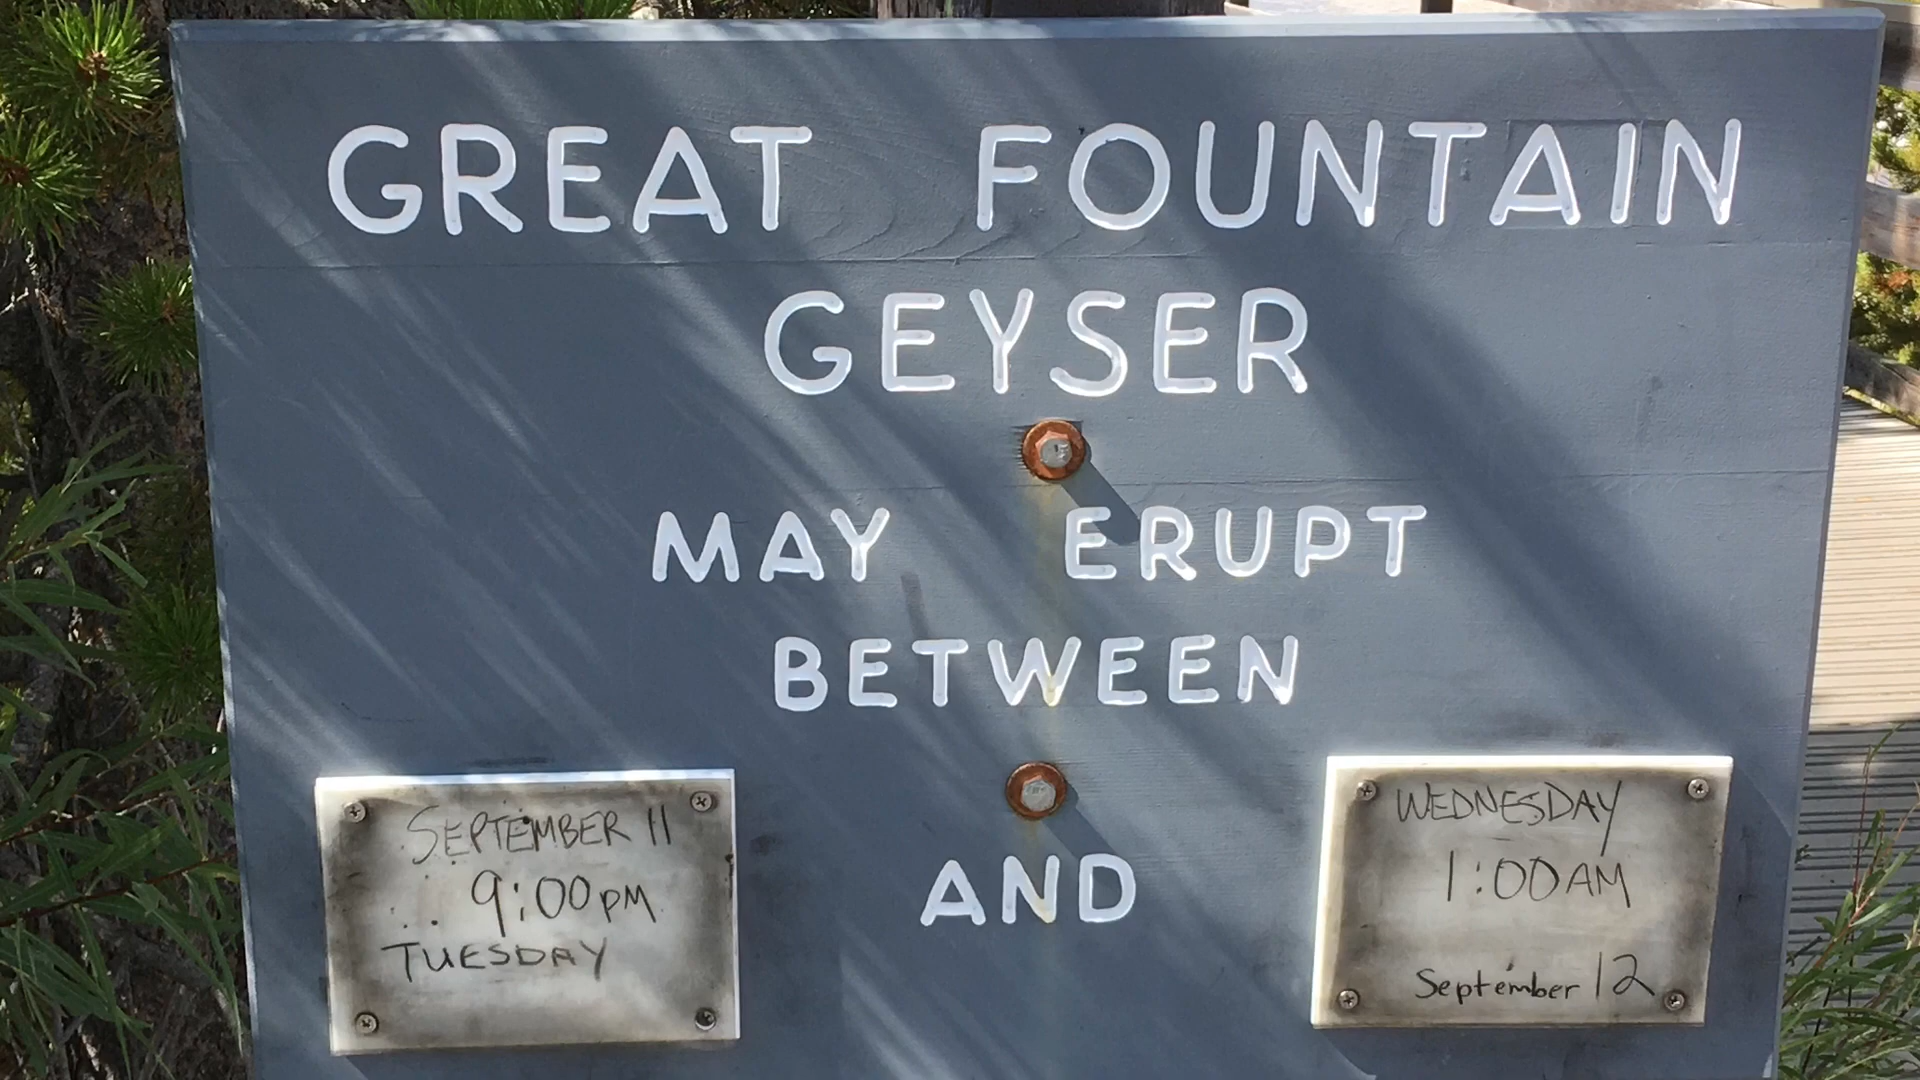 GREAT FOUNTAIN
GEYSER
MAY ERUPT
BETWEEN
SEPTEMBER 11
9:00PM
TUESDAY
AND
WEDNESDAY
1:00AM
September 12